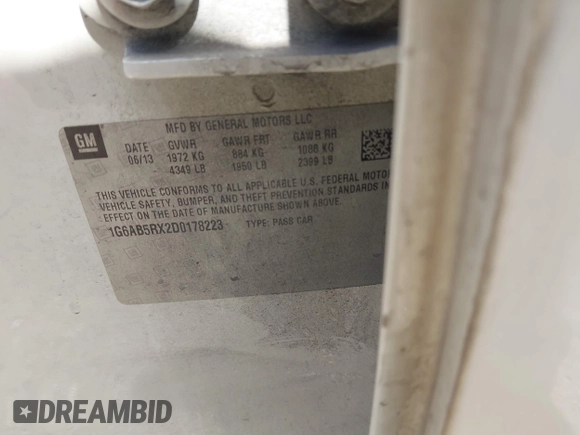 GM
MFD BY GENERAL MOTORS LLC
DATE GVWR GAWR FRT GAWR RR
06/13 1972 KG 884 KG 1088 KG
4349 LB 1950 LB 2399 LB
THIS VEHICLE CONFORMS TO ALL APPLICABLE U.S. FEDERAL MOTOR
VEHICLE SAFETY, BUMPER, AND THEFT PREVENTION STANDARDS IN
EFFECT ON THE DATE OF MANUFACTURE SHOWN ABOVE.
1G6AB5RX2D0178223 TYPE: PASS CAR
DREAMBID